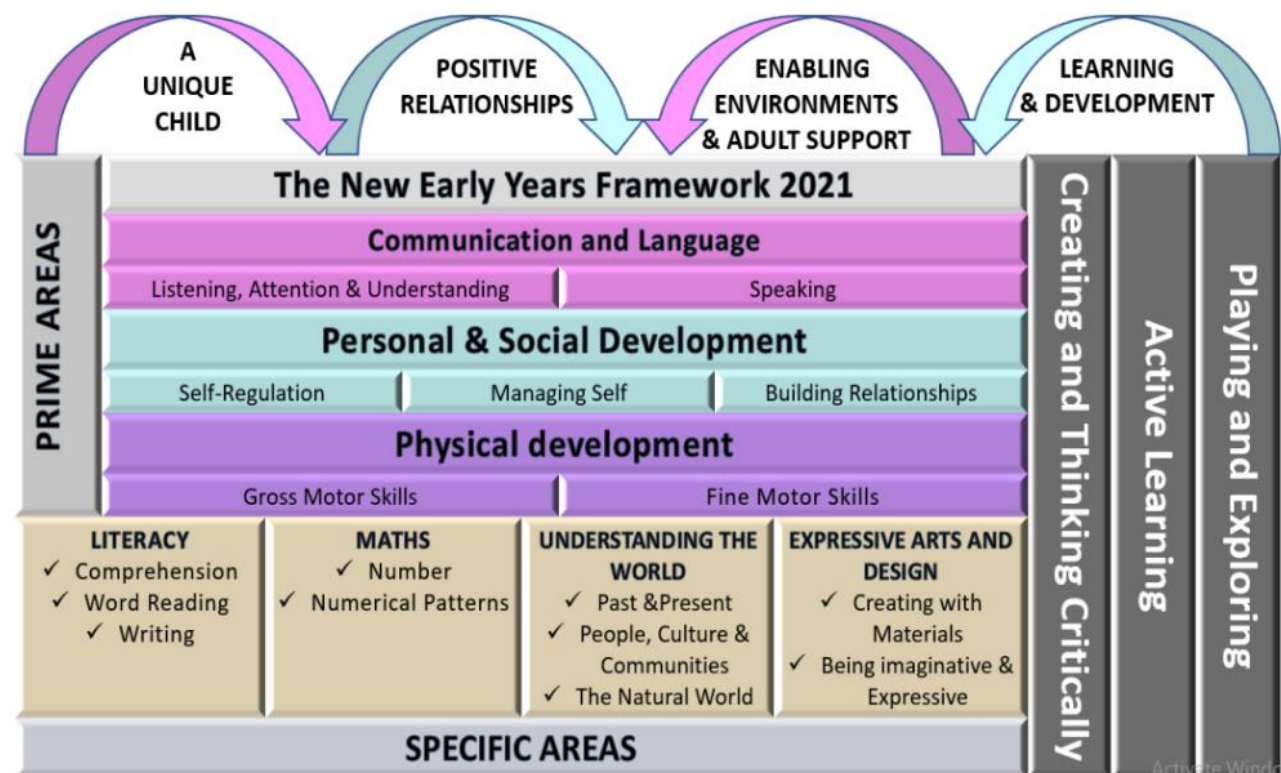 A
UNIQUE
CHILD
POSITIVE
RELATIONSHIPS
ENABLING
ENVIRONMENTS
& ADULT SUPPORT
LEARNING
& DEVELOPMENT
PRIME AREAS
The New Early Years Framework 2021
Communication and Language
Listening, Attention & Understanding
Speaking
Personal & Social Development
Self-Regulation
Managing Self
Building Relationships
Physical development
Gross Motor Skills
Fine Motor Skills
LITERACY
✓ Comprehension
✓ Word Reading
✓ Writing
MATHS
✓ Number
✓ Numerical Patterns
UNDERSTANDING THE
WORLD
✓ Past &Present
✓ People, Culture &
Communities
✓ The Natural World
EXPRESSIVE ARTS AND
DESIGN
✓ Creating with
Materials
✓ Being imaginative &
Expressive
SPECIFIC AREAS
Creating and Thinking Critically
Active Learning
Playing and Exploring
Activate